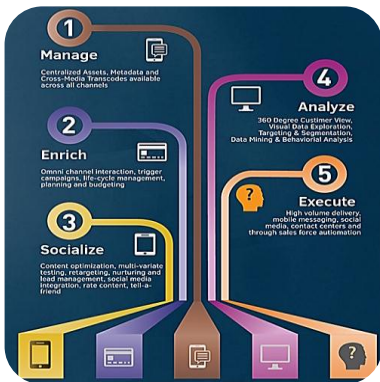 1
Manage
Centralized Assets, Metadata and
Cross-Media Transcodes available
across all channels
2
Enrich
Omni channel interaction, trigger
campaigns, life-cycle management,
planning and budgeting
3
Socialize
Content optimization, multi-variate
testing, retargeting, nurturing and
lead management, social media
integration, rate content, tell-a-
friend
4
Analyze
360 Degree Custimer View,
Visual Data Exploration,
Targeting & Segmentation,
Data Mining & Behavioral Analysis
5
?
Execute
High volume delivery,
mobile messaging, social
media, contact centers and
through sales force automation
?